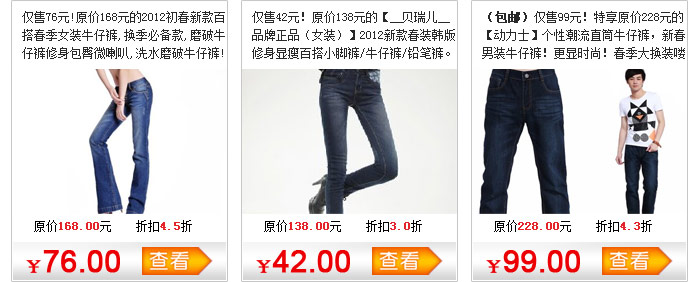 仅售76元!原价168元的2012初春新款百
搭春季女装牛仔裤,换季必备款,磨破牛
仔裤修身包臀微喇叭,洗水磨破牛仔裤!
原价168.00元 折扣4.5折
¥76.00 查看
仅售42元!原价138元的【__贝瑞儿__
品牌正品(女装)】2012新款春装韩版
修身显瘦百搭小脚裤/牛仔裤/铅笔裤。
原价138.00元 折扣3.0折
¥42.00 查看
(包邮)仅售99元!特享原价228元的
【动力士】个性潮流直筒牛仔裤,新春
男装牛仔裤!更显时尚!春季大换装喽
原价228.00元 折扣4.3折
¥99.00 查看